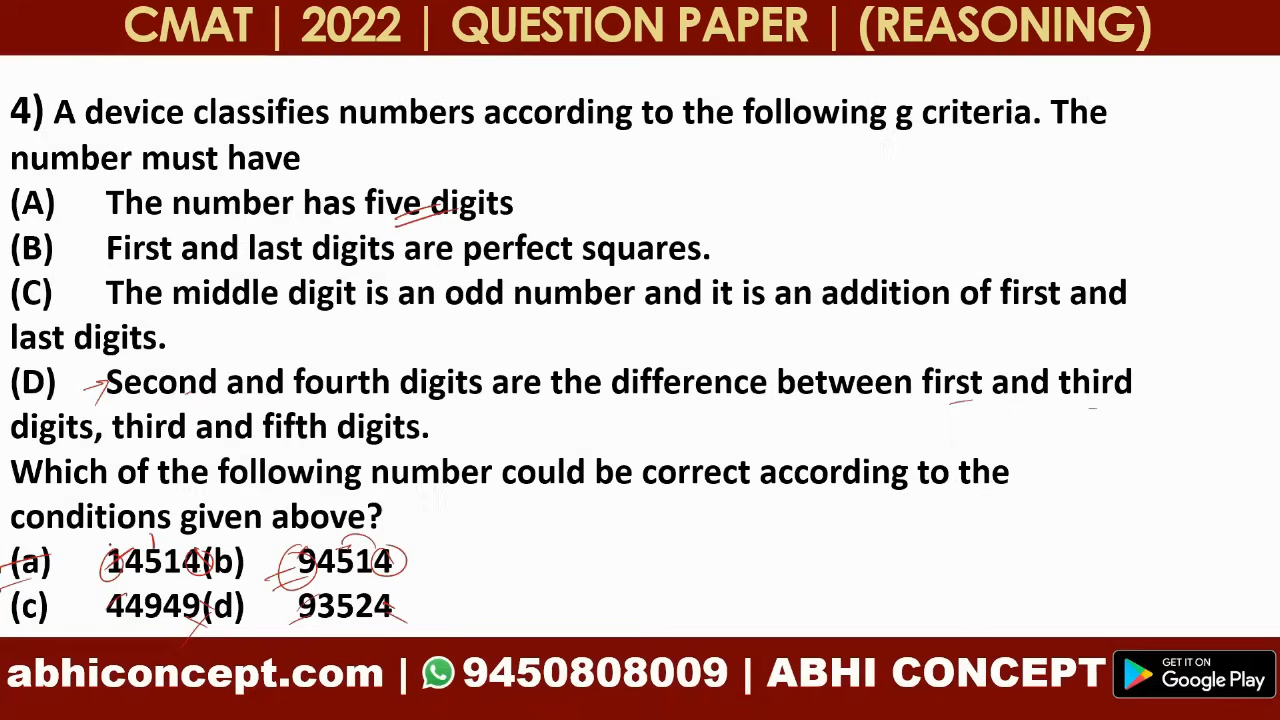 CMAT | 2022 | QUESTION PAPER | (REASONING)
4) A device classifies numbers according to the following g criteria. The
number must have
(A) The number has five digits
(B) First and last digits are perfect squares.
(C) The middle digit is an odd number and it is an addition of first and
last digits.
(D) Second and fourth digits are the difference between first and third
digits, third and fifth digits.
Which of the following number could be correct according to the
conditions given above?
(a) 14514(b) 94514
(c) 44949(d) 93524
abhiconcept.com | 9450808009 | ABHI CONCEPT
GET IT ON
Google Play